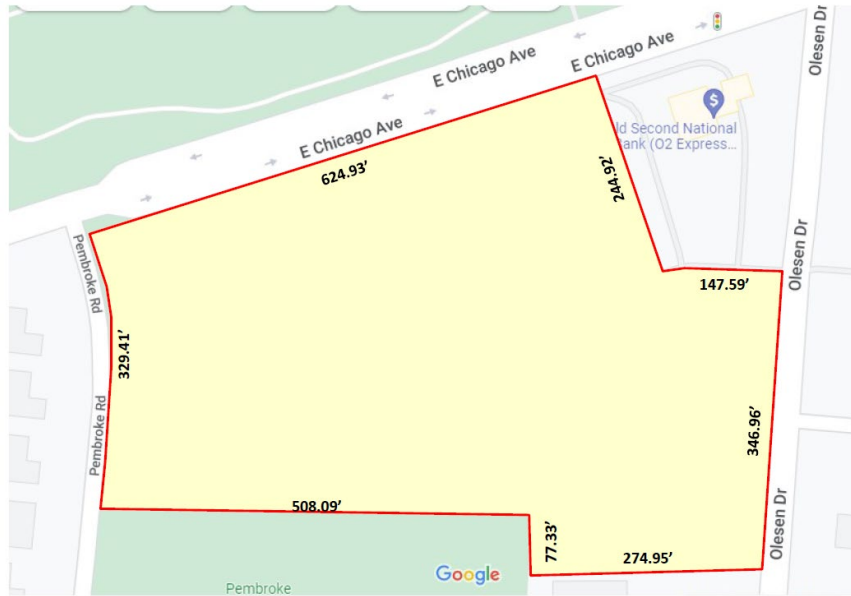 E Chicago Ave
E Chicago Ave
E Chicago Ave
Olesen Dr
ld Second National
ank (O2 Express...
624.93’
244.92’
Pembroke Rd
147.59’
Olesen Dr
329.41’
346.96’
Pembroke Rd
508.09’
77.33’
274.95’
Olesen Dr
Google
Pembroke